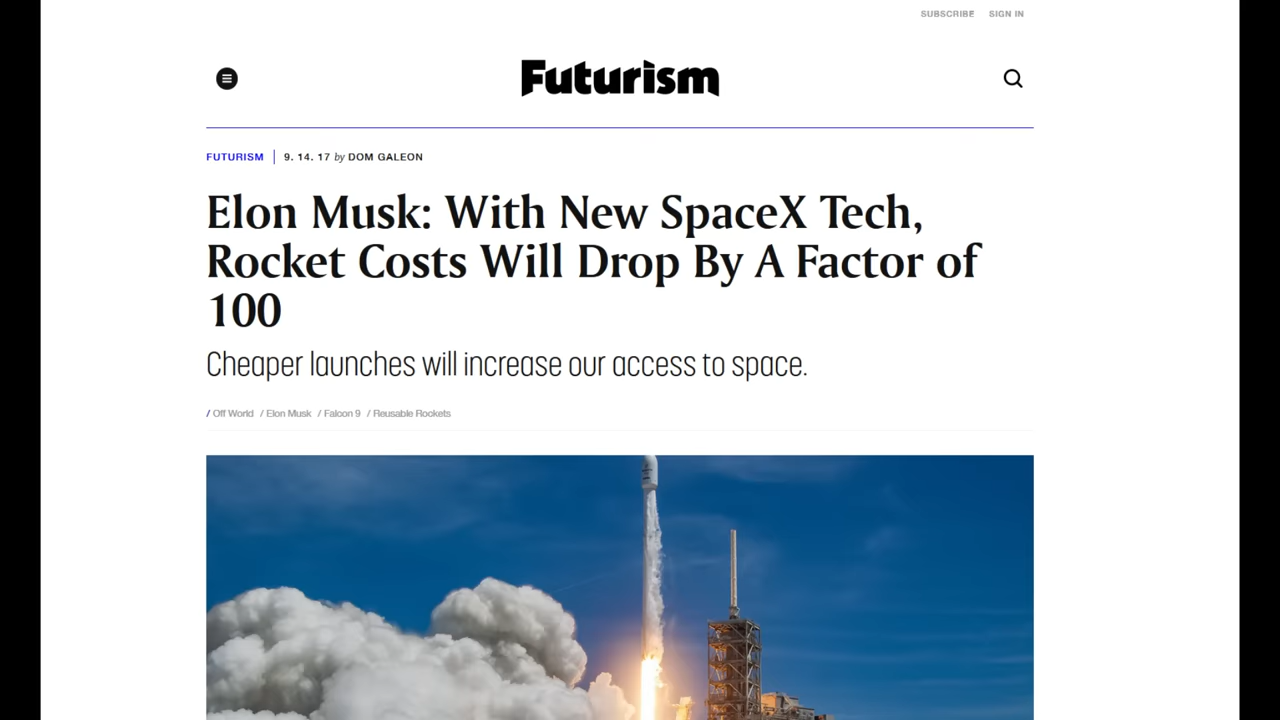 SUBSCRIBE SIGN IN
Futurism
FUTURISM 9. 14. 17 by DOM GALEON
Elon Musk: With New SpaceX Tech,
Rocket Costs Will Drop By A Factor of
100
Cheaper launches will increase our access to space.
/ Off World / Elon Musk / Falcon 9 / Reusable Rockets